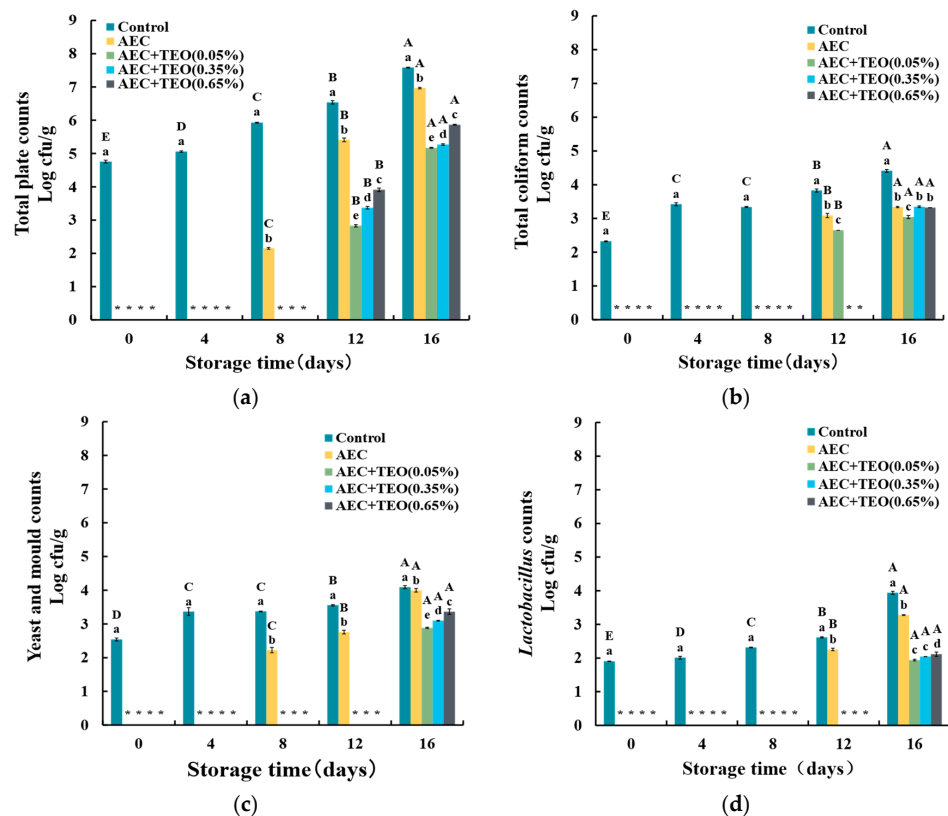 Control
AEC
AEC+TEO(0.05%)
AEC+TEO(0.35%)
AEC+TEO(0.65%)
Total plate counts
Log cfu/g
9
8
7
6
5
4
3
2
1
0
E
a
* * * *
D
a
* * * *
C
a
C
b
* * *
B
a
B
b
B
e
B
d
B
c
A
a
A
b
A
e
A
d
A
c
0 4 8 12 16
Storage time(days)
(a)
Control
AEC
AEC+TEO(0.05%)
AEC+TEO(0.35%)
AEC+TEO(0.65%)
Total coliform counts
Log cfu/g
9
8
7
6
5
4
3
2
1
0
E
a
* * * *
C
a
* * * *
C
a
* * * *
B
a
B
b
B
c
* *
A
a
A
b
A
c
A
b
A
b
0 4 8 12 16
Storage time(days)
(b)
Control
AEC
AEC+TEO(0.05%)
AEC+TEO(0.35%)
AEC+TEO(0.65%)
Yeast and mould counts
Log cfu/g
9
8
7
6
5
4
3
2
1
0
D
a
* * * *
C
a
* * * *
C
a
C
b
* * *
B
a
B
b
* * *
A
a
A
b
A
e
A
d
A
c
0 4 8 12 16
Storage time(days)
(c)
Control
AEC
AEC+TEO(0.05%)
AEC+TEO(0.35%)
AEC+TEO(0.65%)
Lactobacillus counts
Log cfu/g
9
8
7
6
5
4
3
2
1
0
E
a
* * * *
D
a
* * * *
C
a
* * * *
B
a
B
b
* * *
A
a
A
b
A
c
A
c
A
d
0 4 8 12 16
Storage time (days)
(d)